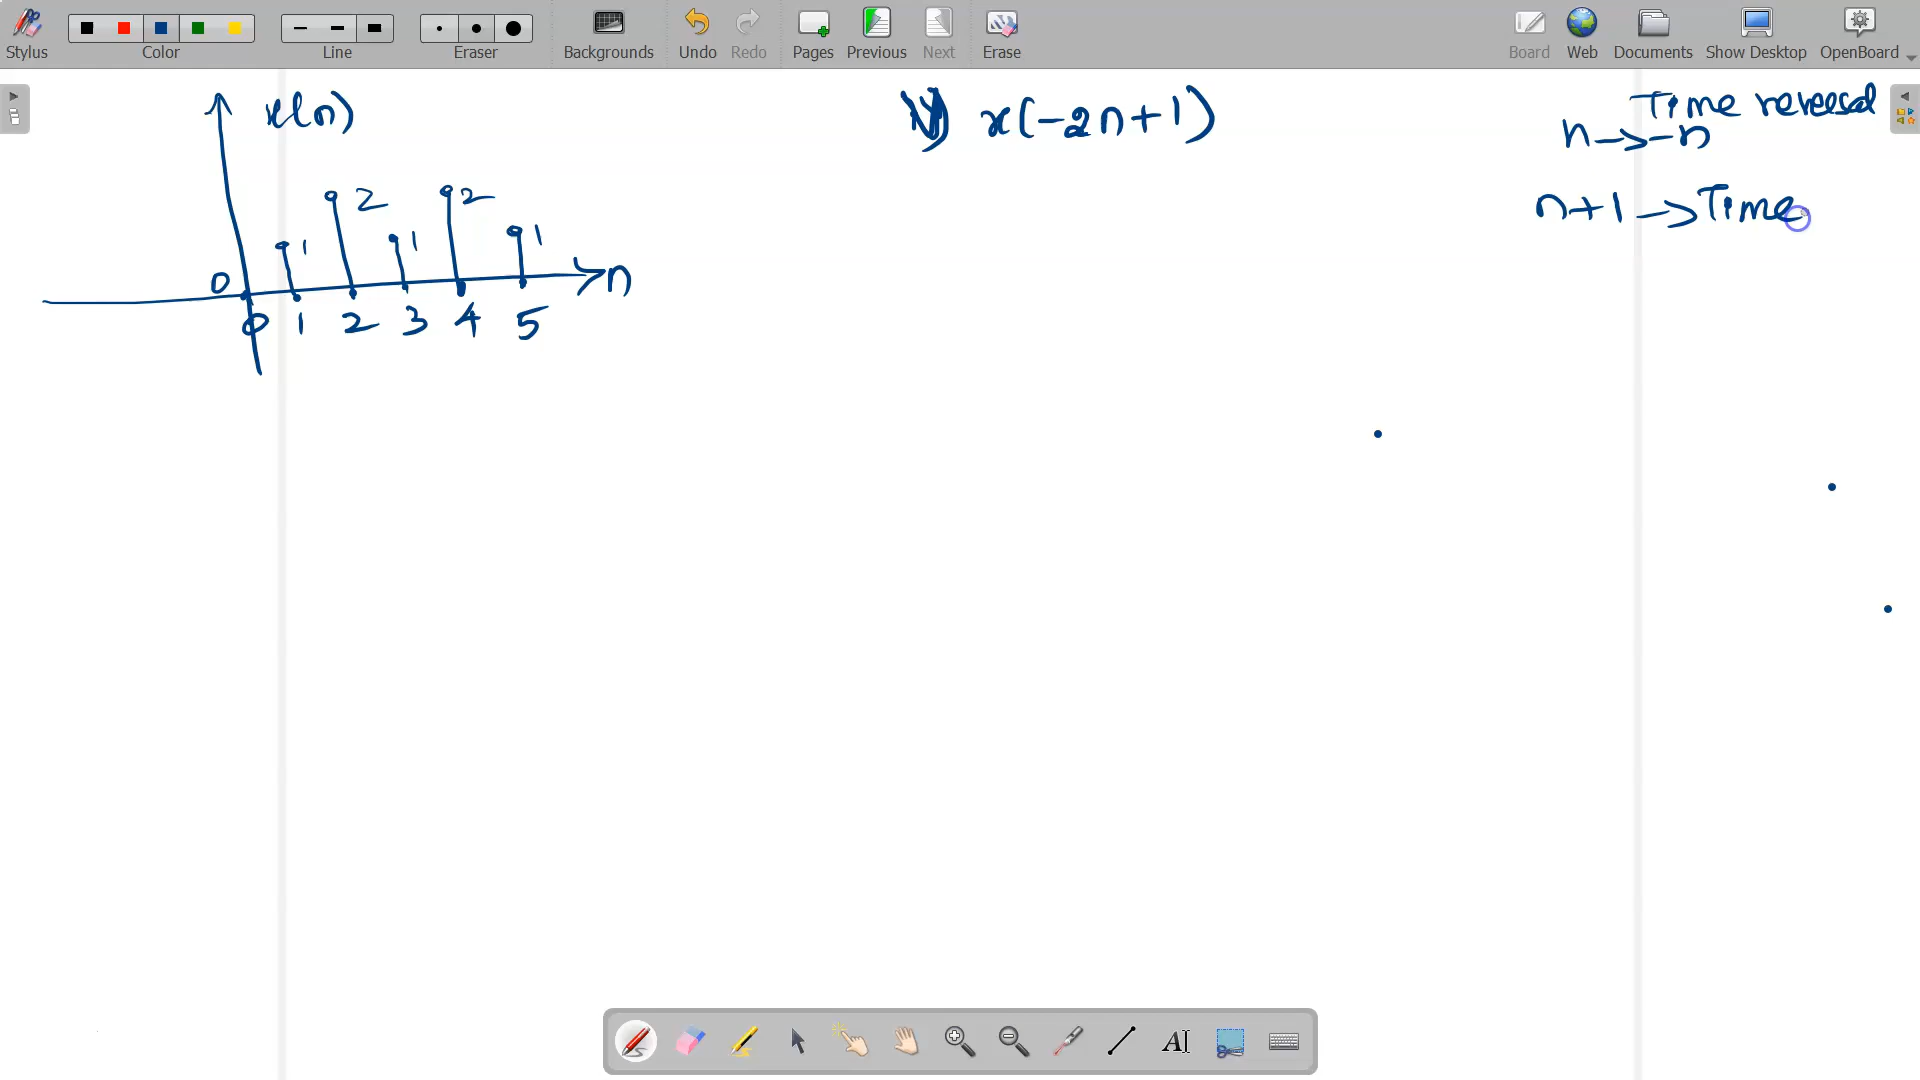 Stylus Color Line Eraser Backgrounds Undo Redo Pages Previous Next Erase Board Web Documents Show Desktop OpenBoard
x(n)
2 2
1 1 1
0 n
0 1 2 3 4 5
x(-2n+1)
Time reversal
n → -n
n+1 → Time
AI